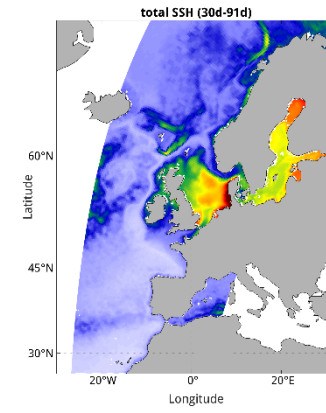 total SSH (30d-91d)
60°N
45°N
30°N
Latitude
20°W 0° 20°E
Longitude